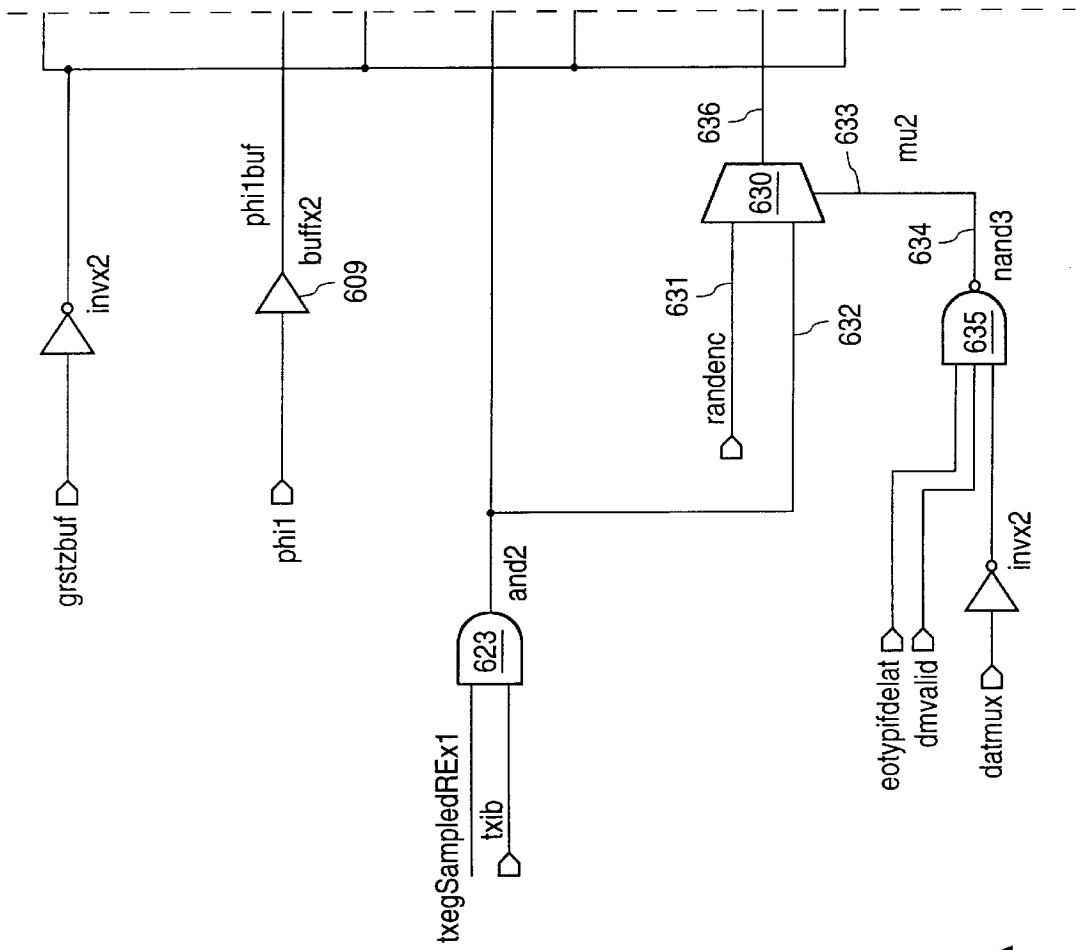 grstzbuf
invx2
phi1
phi1buf
buffx2
609
txegSampledREx1
txib
623
and2
randenc
631
632
630
636
633
mu2
634
nand3
635
eotypifdelat
dmvalid
datmux
invx2